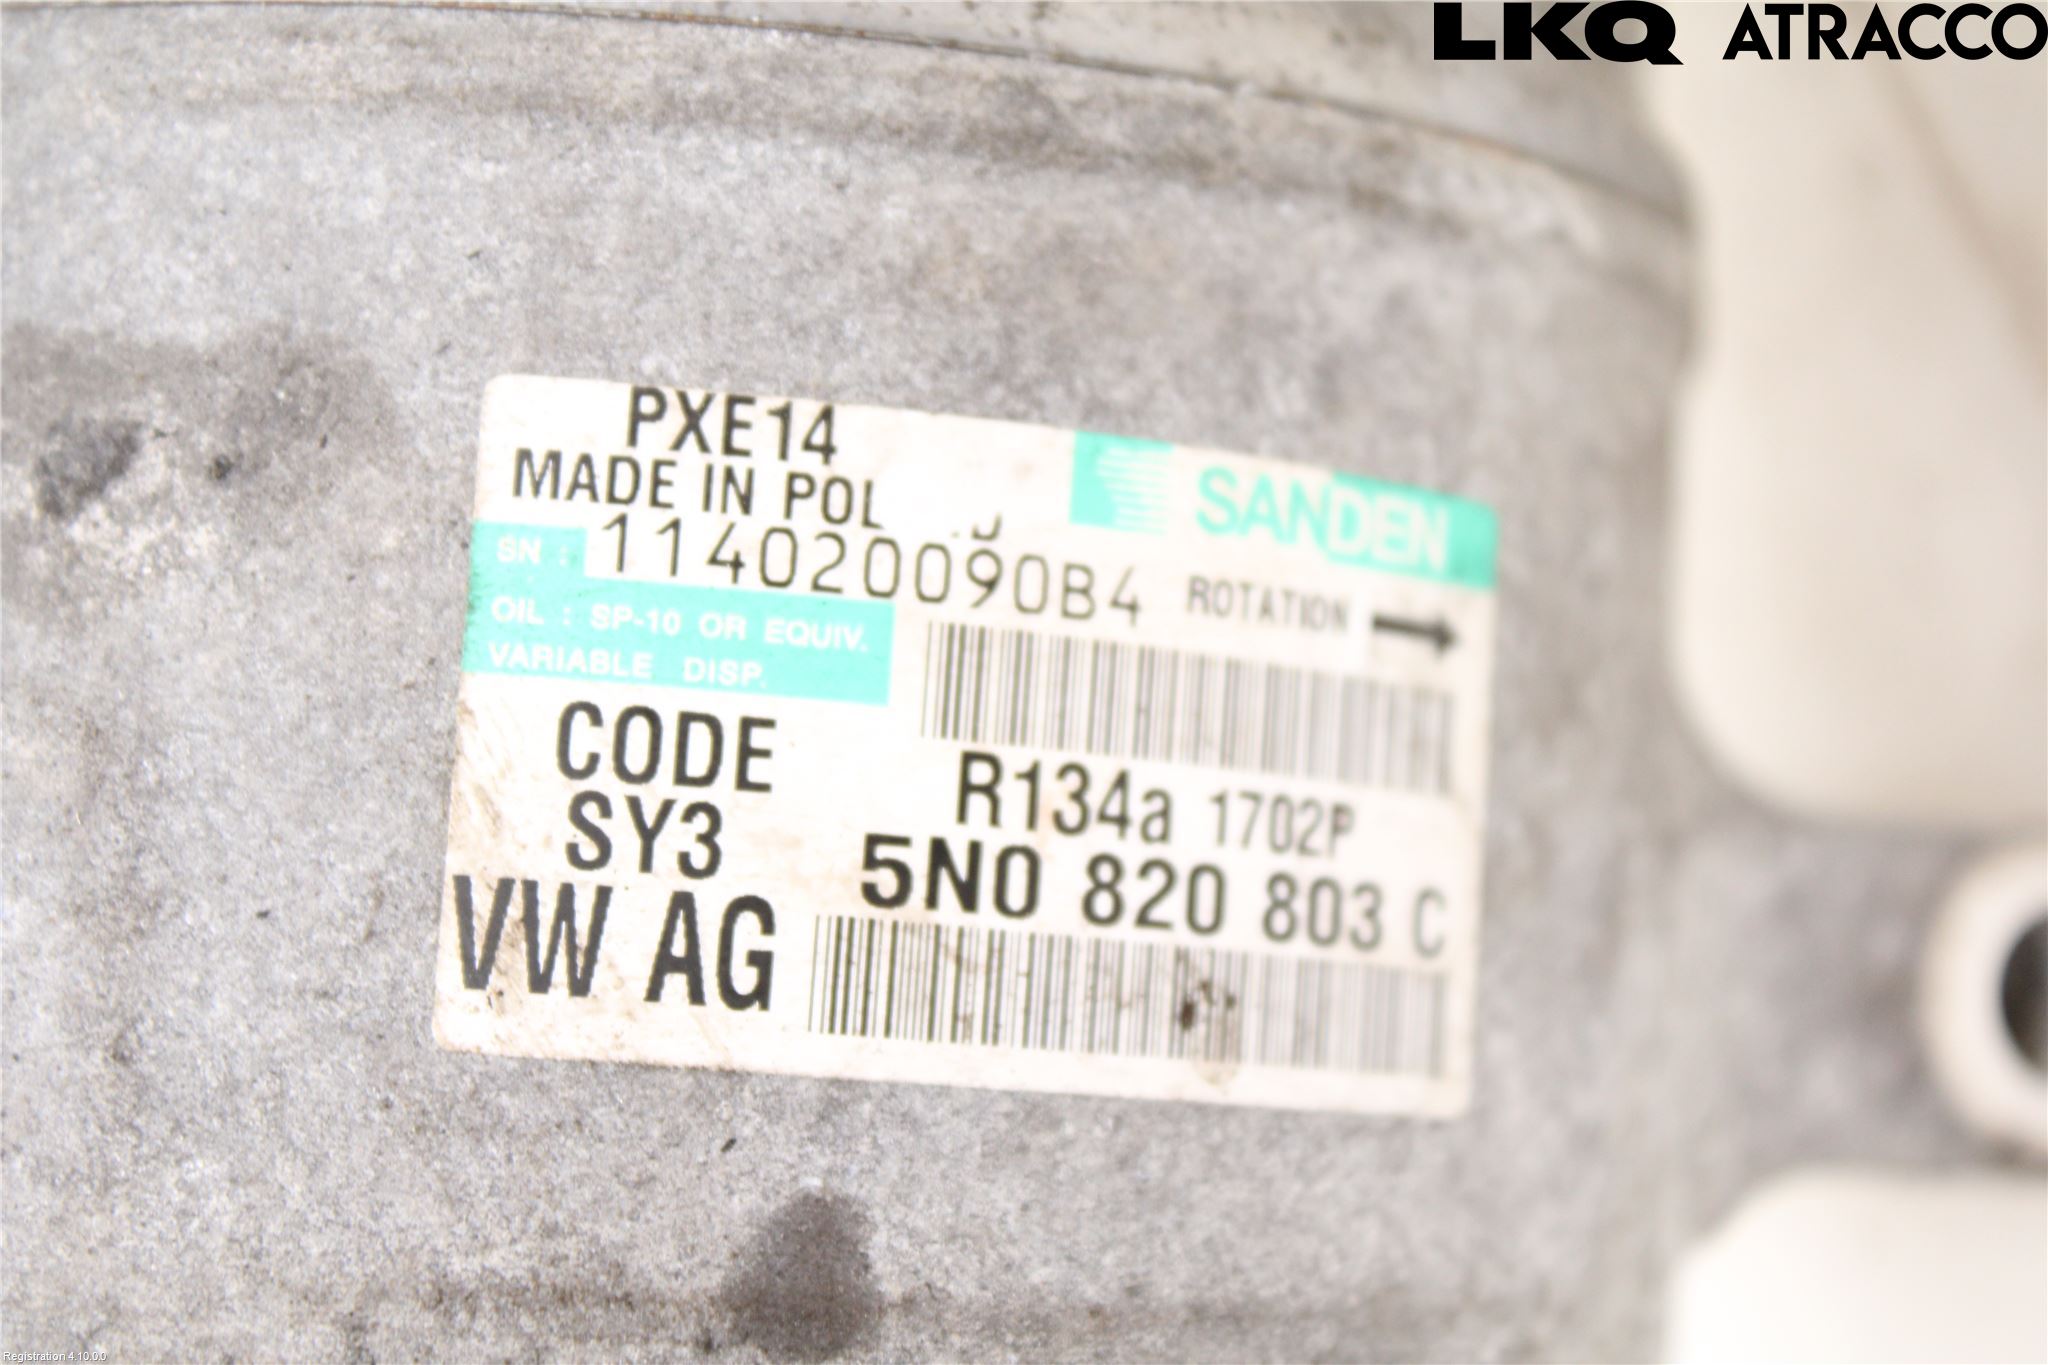 LKQ ATRACCO
PXE14
MADE IN POL
SANDEN
SN : 114020090B4
ROTATION
OIL : SP-10 OR EQUIV.
VARIABLE DISP.
CODE
SY3
R134a 1702P
5N0 820 803 C
VW AG
Registration 4.10.0.0